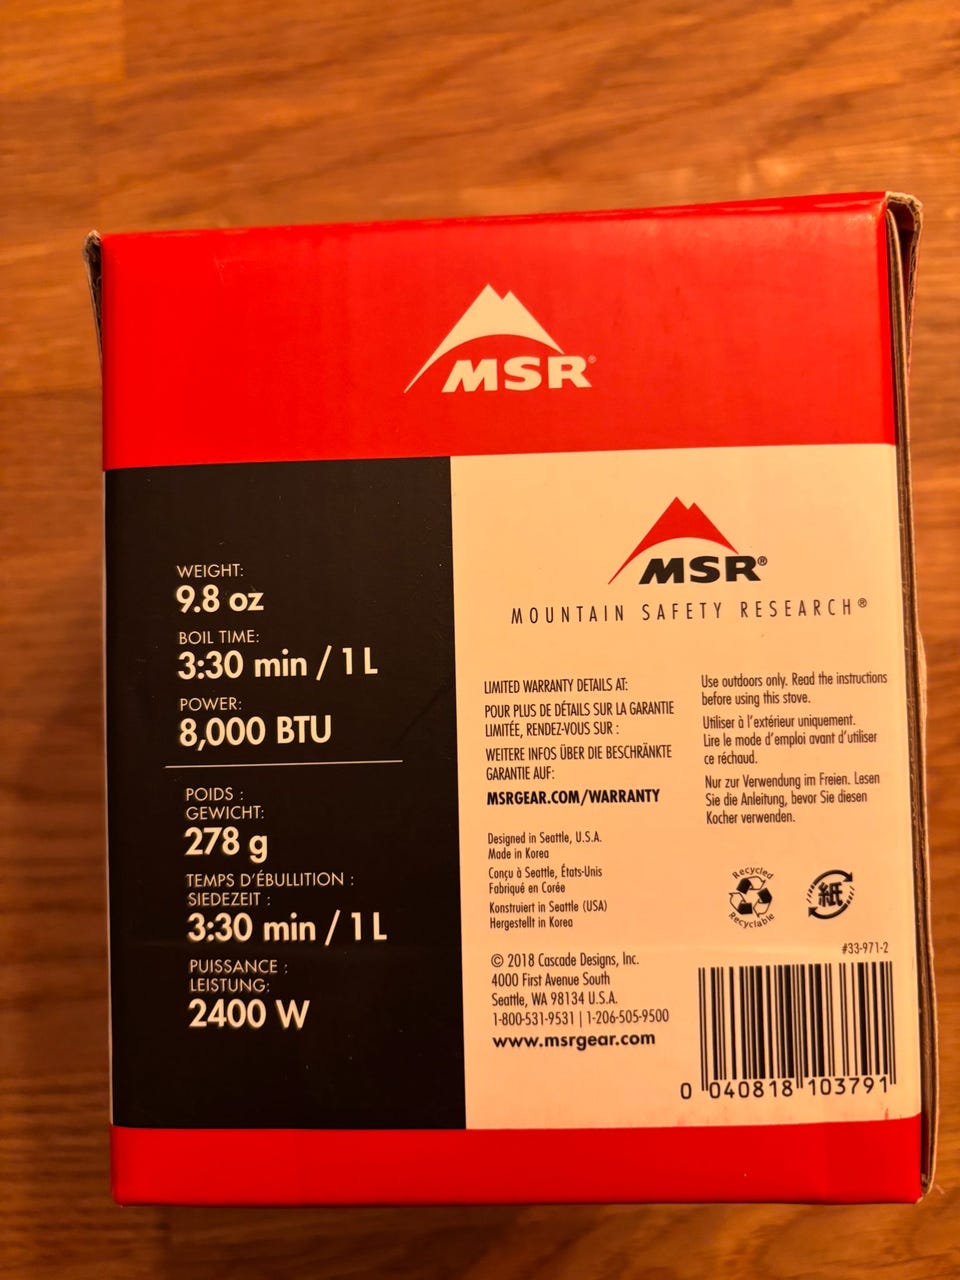 MSR®
WEIGHT:
9.8 oz
BOIL TIME:
3:30 min / 1 L
POWER:
8,000 BTU
POIDS :
GEWICHT:
278 g
TEMPS D'ÉBULLITION :
SIEDEZEIT :
3:30 min / 1 L
PUISSANCE :
LEISTUNG:
2400 W
MSR®
MOUNTAIN SAFETY RESEARCH®
LIMITED WARRANTY DETAILS AT:
POUR PLUS DE DÉTAILS SUR LA GARANTIE
LIMITÉE, RENDEZ-VOUS SUR :
WEITERE INFOS ÜBER DIE BESCHRÄNKTE
GARANTIE AUF:
MSRGEAR.COM/WARRANTY
Designed in Seattle, U.S.A.
Made in Korea
Conçu à Seattle, États-Unis
Fabriqué en Corée
Konstruiert in Seattle (USA)
Hergestellt in Korea
© 2018 Cascade Designs, Inc.
4000 First Avenue South
Seattle, WA 98134 U.S.A.
1-800-531-9531 | 1-206-505-9500
www.msrgear.com
Use outdoors only. Read the instructions
before using this stove.
Utiliser à l'extérieur uniquement.
Lire le mode d'emploi avant d'utiliser
ce réchaud.
Nur zur Verwendung im Freien. Lesen
Sie die Anleitung, bevor Sie diesen
Kocher verwenden.
Recycled
Recyclable
紙
#33-971-2
0 040818 103791